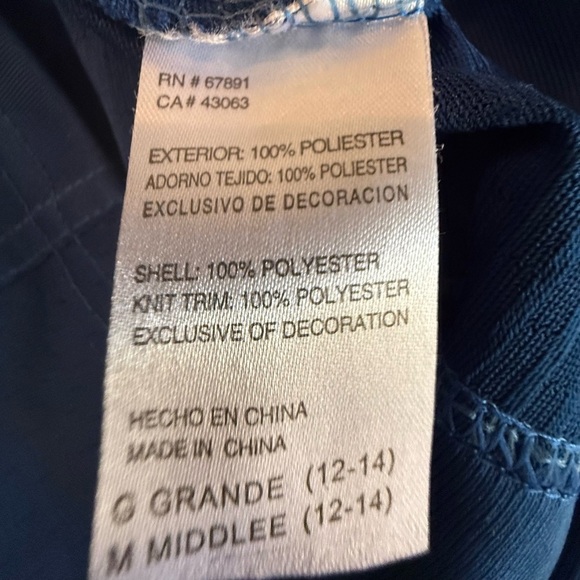 RN # 67891
CA # 43063
EXTERIOR: 100% POLIESTER
ADORNO TEJIDO: 100% POLIESTER
EXCLUSIVO DE DECORACION
SHELL: 100% POLYESTER
KNIT TRIM: 100% POLYESTER
EXCLUSIVE OF DECORATION
HECHO EN CHINA
MADE IN CHINA
G GRANDE (12-14)
M MIDDLEE (12-14)